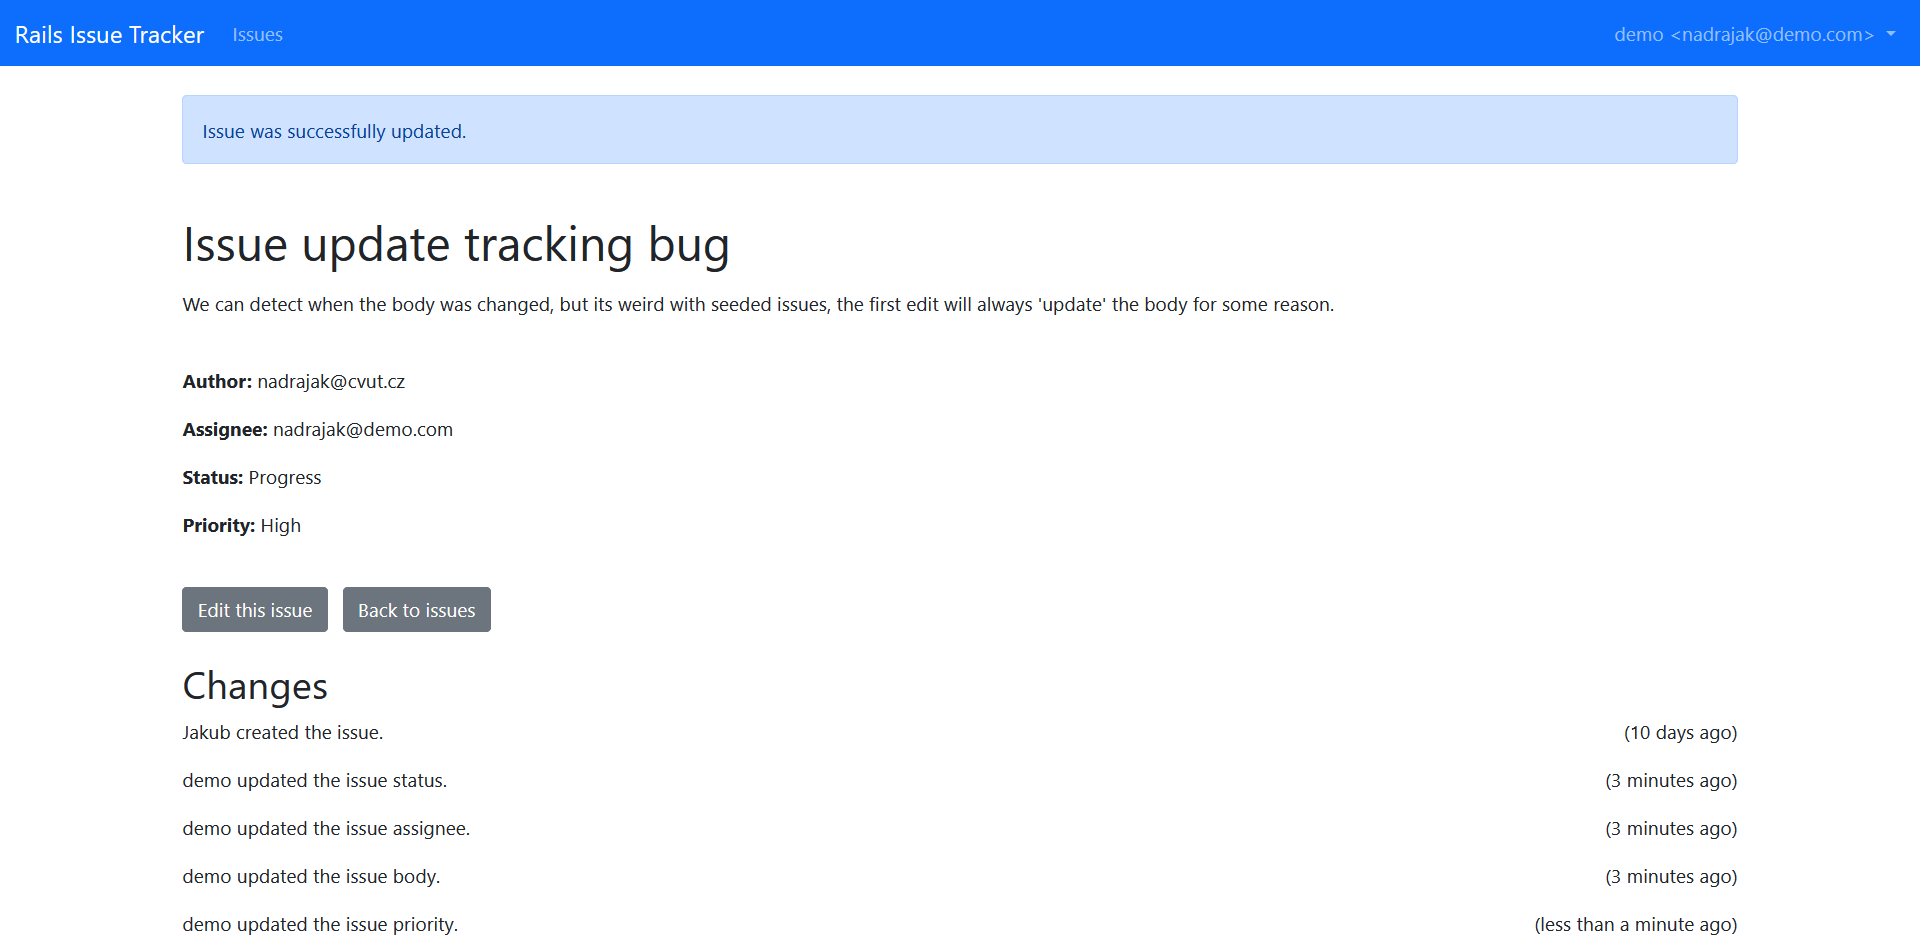 Rails Issue Tracker Issues demo <nadrajak@demo.com>
Issue was successfully updated.
Issue update tracking bug
We can detect when the body was changed, but its weird with seeded issues, the first edit will always 'update' the body for some reason.
Author: nadrajak@cvut.cz
Assignee: nadrajak@demo.com
Status: Progress
Priority: High
Edit this issue Back to issues
Changes
Jakub created the issue. (10 days ago)
demo updated the issue status. (3 minutes ago)
demo updated the issue assignee. (3 minutes ago)
demo updated the issue body. (3 minutes ago)
demo updated the issue priority. (less than a minute ago)